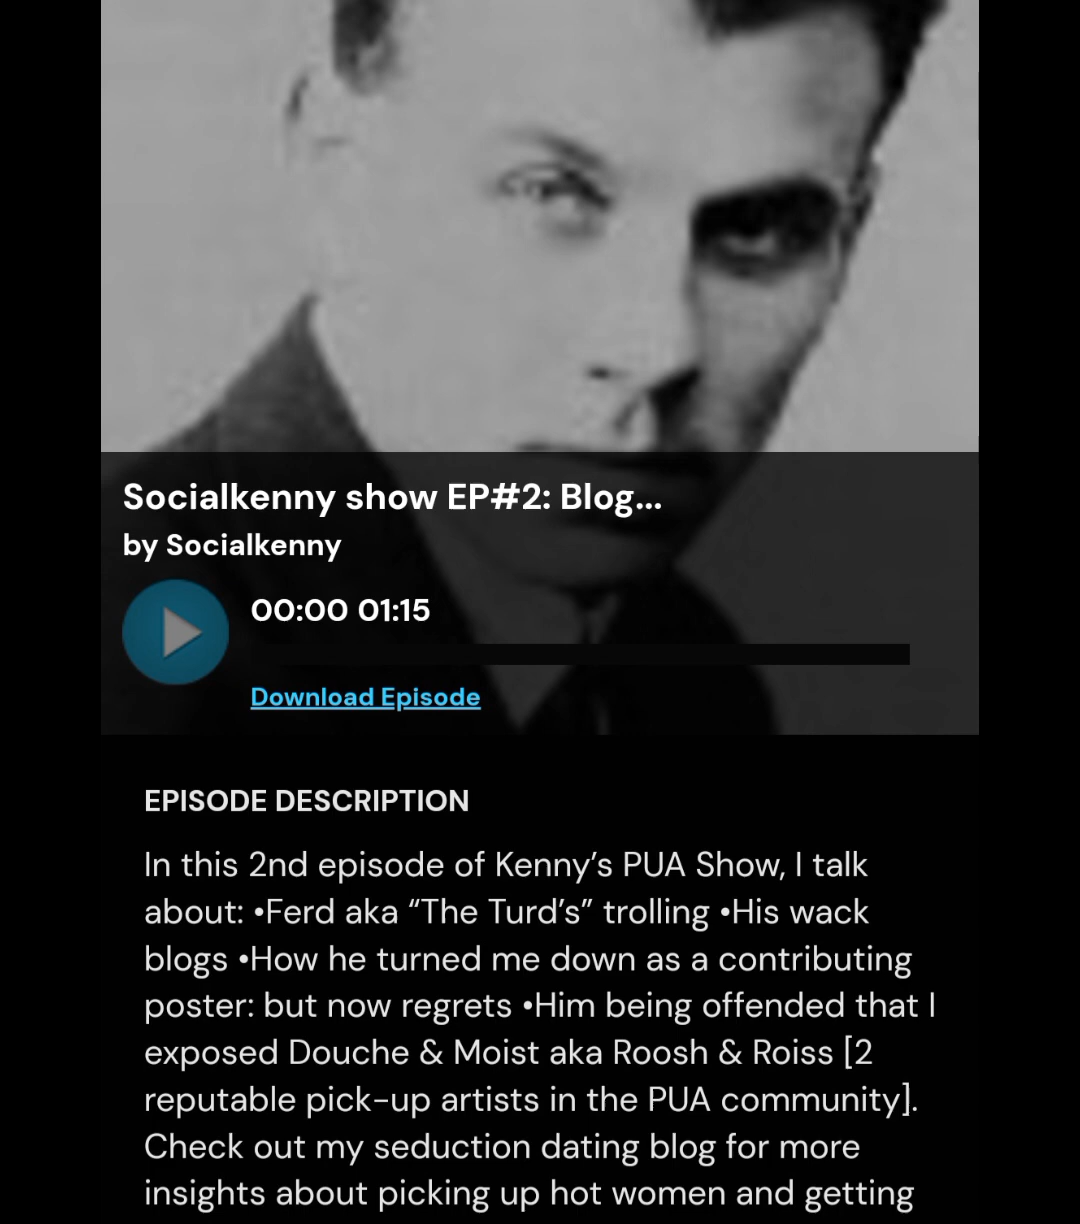 Socialkenny show EP#2: Blog...
by Socialkenny
00:00 01:15
Download Episode
EPISODE DESCRIPTION
In this 2nd episode of Kenny’s PUA Show, I talk
about: •Ferd aka “The Turd’s” trolling •His wack
blogs •How he turned me down as a contributing
poster: but now regrets •Him being offended that I
exposed Douche & Moist aka Roosh & Roiss [2
reputable pick-up artists in the PUA community].
Check out my seduction dating blog for more
insights about picking up hot women and getting